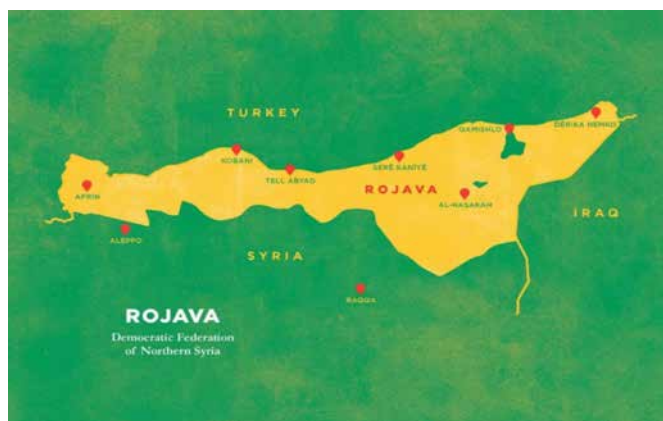 TURKEY
QAMISHLO
DÊRIKA HEMKO
KOBANI
SERÊ KANIYÊ
TELL ABYAD
ROJAVA
AFRIN
AL-HASAKAH
IRAQ
ALEPPO
SYRIA
RAQQA
ROJAVA
Democratic Federation
of Northern Syria